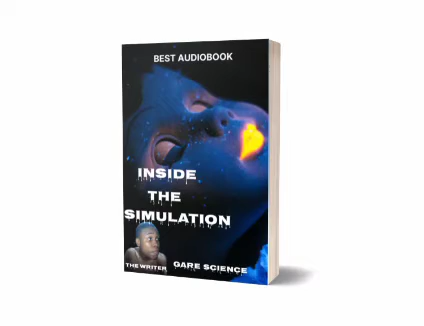 BEST AUDIOBOOK
INSIDE
THE
SIMULATION
THE WRITER
GARE SCIENCE